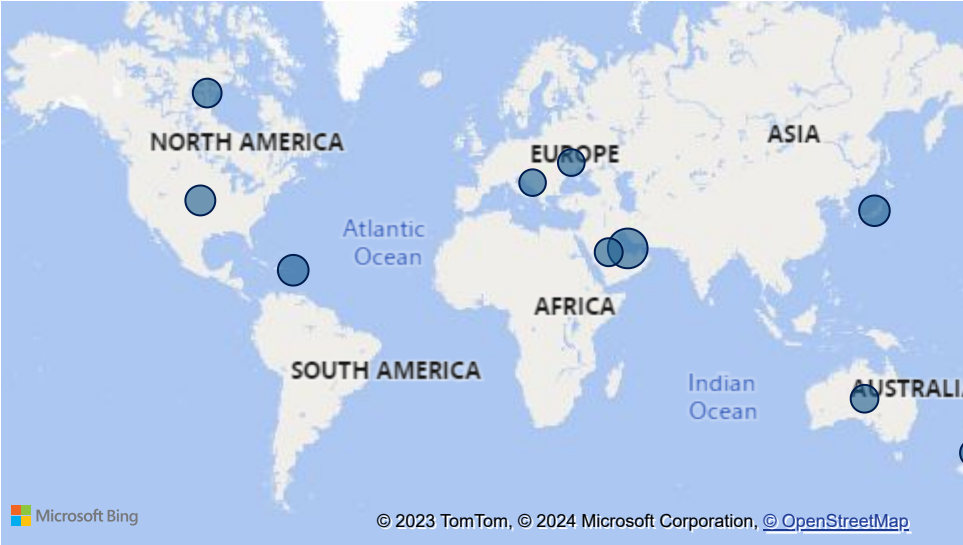 ASIA
NORTH AMERICA
EUROPE
Atlantic
Ocean
AFRICA
SOUTH AMERICA
Indian
Ocean
AUSTRALIA
Microsoft Bing
© 2023 TomTom, © 2024 Microsoft Corporation, © OpenStreetMap